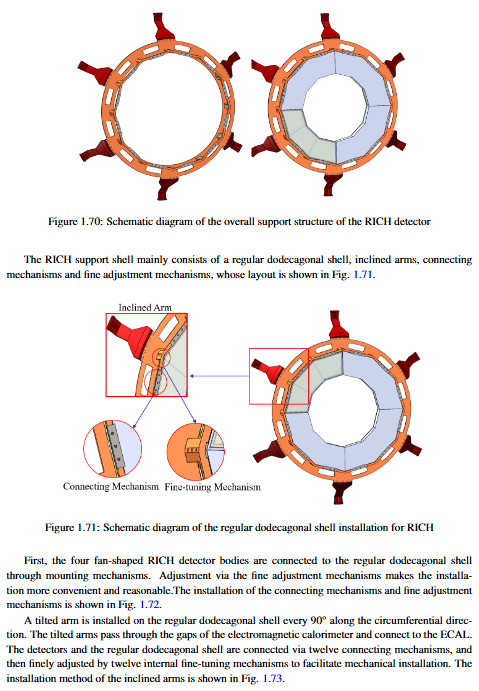 Figure 1.70: Schematic diagram of the overall support structure of the RICH detector
The RICH support shell mainly consists of a regular dodecagonal shell, inclined arms, connecting
mechanisms and fine adjustment mechanisms, whose layout is shown in Fig. 1.71.
Inclined Arm
Connecting Mechanism Fine-tuning Mechanism
Figure 1.71: Schematic diagram of the regular dodecagonal shell installation for RICH
First, the four fan-shaped RICH detector bodies are connected to the regular dodecagonal shell
through mounting mechanisms. Adjustment via the fine adjustment mechanisms makes the installa-
tion more convenient and reasonable.The installation of the connecting mechanisms and fine adjustment
mechanisms is shown in Fig. 1.72.
A tilted arm is installed on the regular dodecagonal shell every 90° along the circumferential direc-
tion. The tilted arms pass through the gaps of the electromagnetic calorimeter and connect to the ECAL.
The detectors and the regular dodecagonal shell are connected via twelve connecting mechanisms, and
then finely adjusted by twelve internal fine-tuning mechanisms to facilitate mechanical installation. The
installation method of the inclined arms is shown in Fig. 1.73.